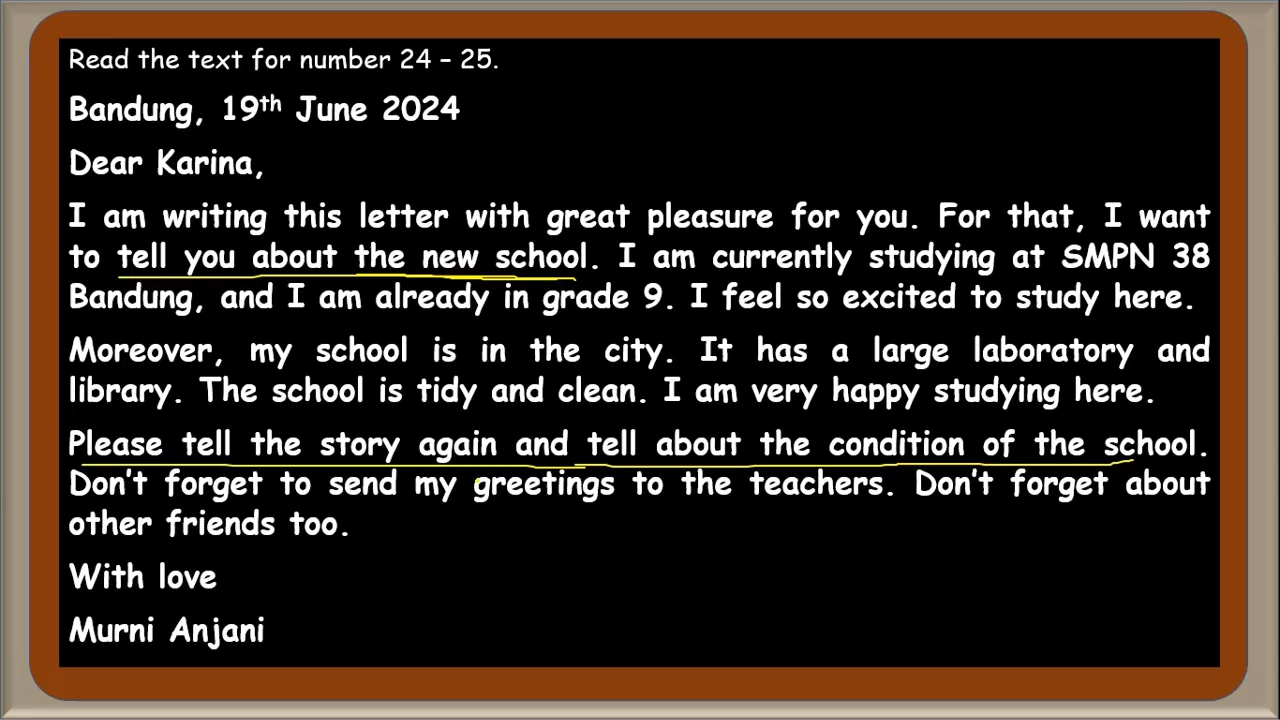 Read the text for number 24 – 25.
Bandung, 19th June 2024
Dear Karina,
I am writing this letter with great pleasure for you. For that, I want
to tell you about the new school. I am currently studying at SMPN 38
Bandung, and I am already in grade 9. I feel so excited to study here.
Moreover, my school is in the city. It has a large laboratory and
library. The school is tidy and clean. I am very happy studying here.
Please tell the story again and tell about the condition of the school.
Don't forget to send my greetings to the teachers. Don't forget about
other friends too.
With love
Murni Anjani